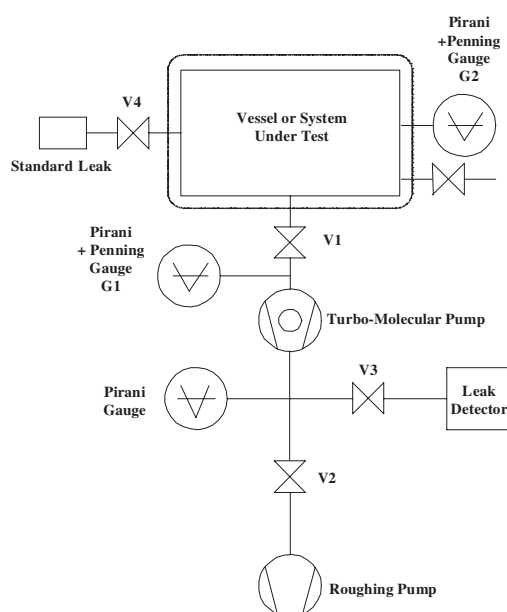 Pirani
+Penning
Gauge
G2
V4
Vessel or System
Under Test
Standard Leak
V1
Pirani
+ Penning
Gauge
G1
Turbo-Molecular Pump
V3
Pirani
Gauge
Leak
Detector
V2
Roughing Pump